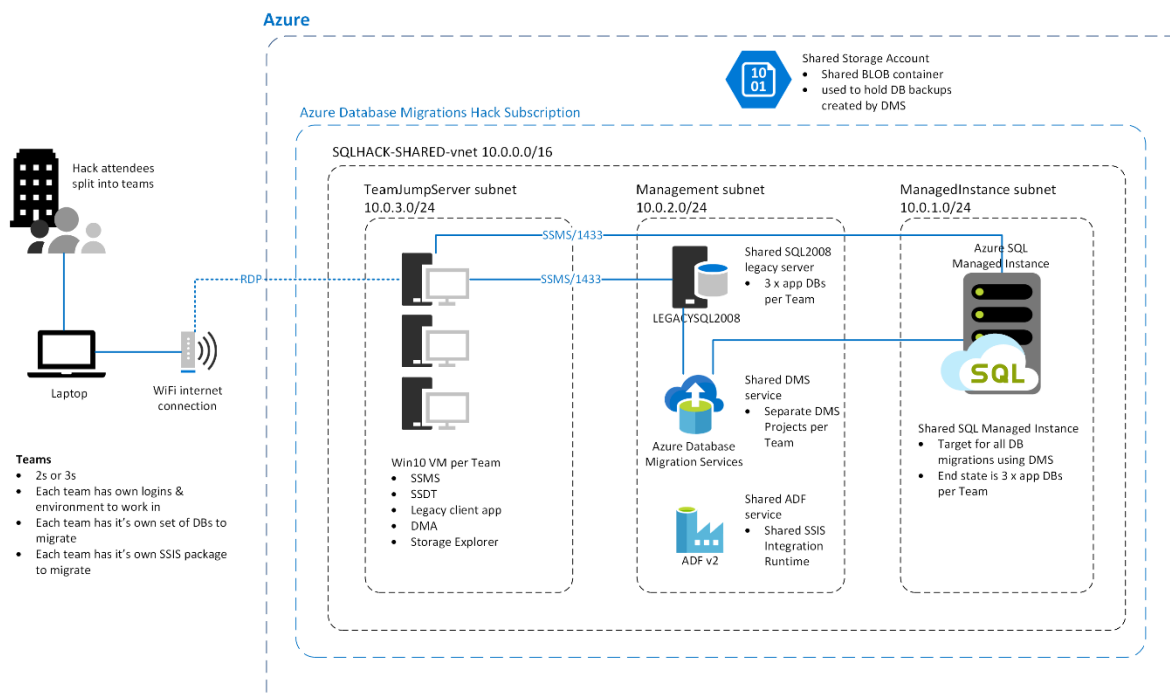 Azure
Shared Storage Account
• Shared BLOB container
• used to hold DB backups
created by DMS
Azure Database Migrations Hack Subscription
SQLHACK-SHARED-vnet 10.0.0.0/16
Hack attendees
split into teams
TeamJumpServer subnet
10.0.3.0/24
Management subnet
10.0.2.0/24
ManagedInstance subnet
10.0.1.0/24
SSMS/1433
RDP
SSMS/1433
Shared SQL2008
legacy server
• 3 x app DBs
per Team
LEGACYSQL2008
Azure SQL
Managed Instance
SQL
Laptop
WiFi internet
connection
Shared DMS
service
• Separate DMS
Projects per
Team
Azure Database
Migration Services
Shared SQL Managed Instance
• Target for all DB
migrations using DMS
• End state is 3 x app DBs
per Team
Teams
• 2s or 3s
• Each team has own logins &
environment to work in
• Each team has it's own set of DBs to
migrate
• Each team has it's own SSIS package
to migrate
Win10 VM per Team
• SSMS
• SSDT
• Legacy client app
• DMA
• Storage Explorer
Shared ADF
service
• Shared SSIS
Integration
Runtime
ADF v2
10
01